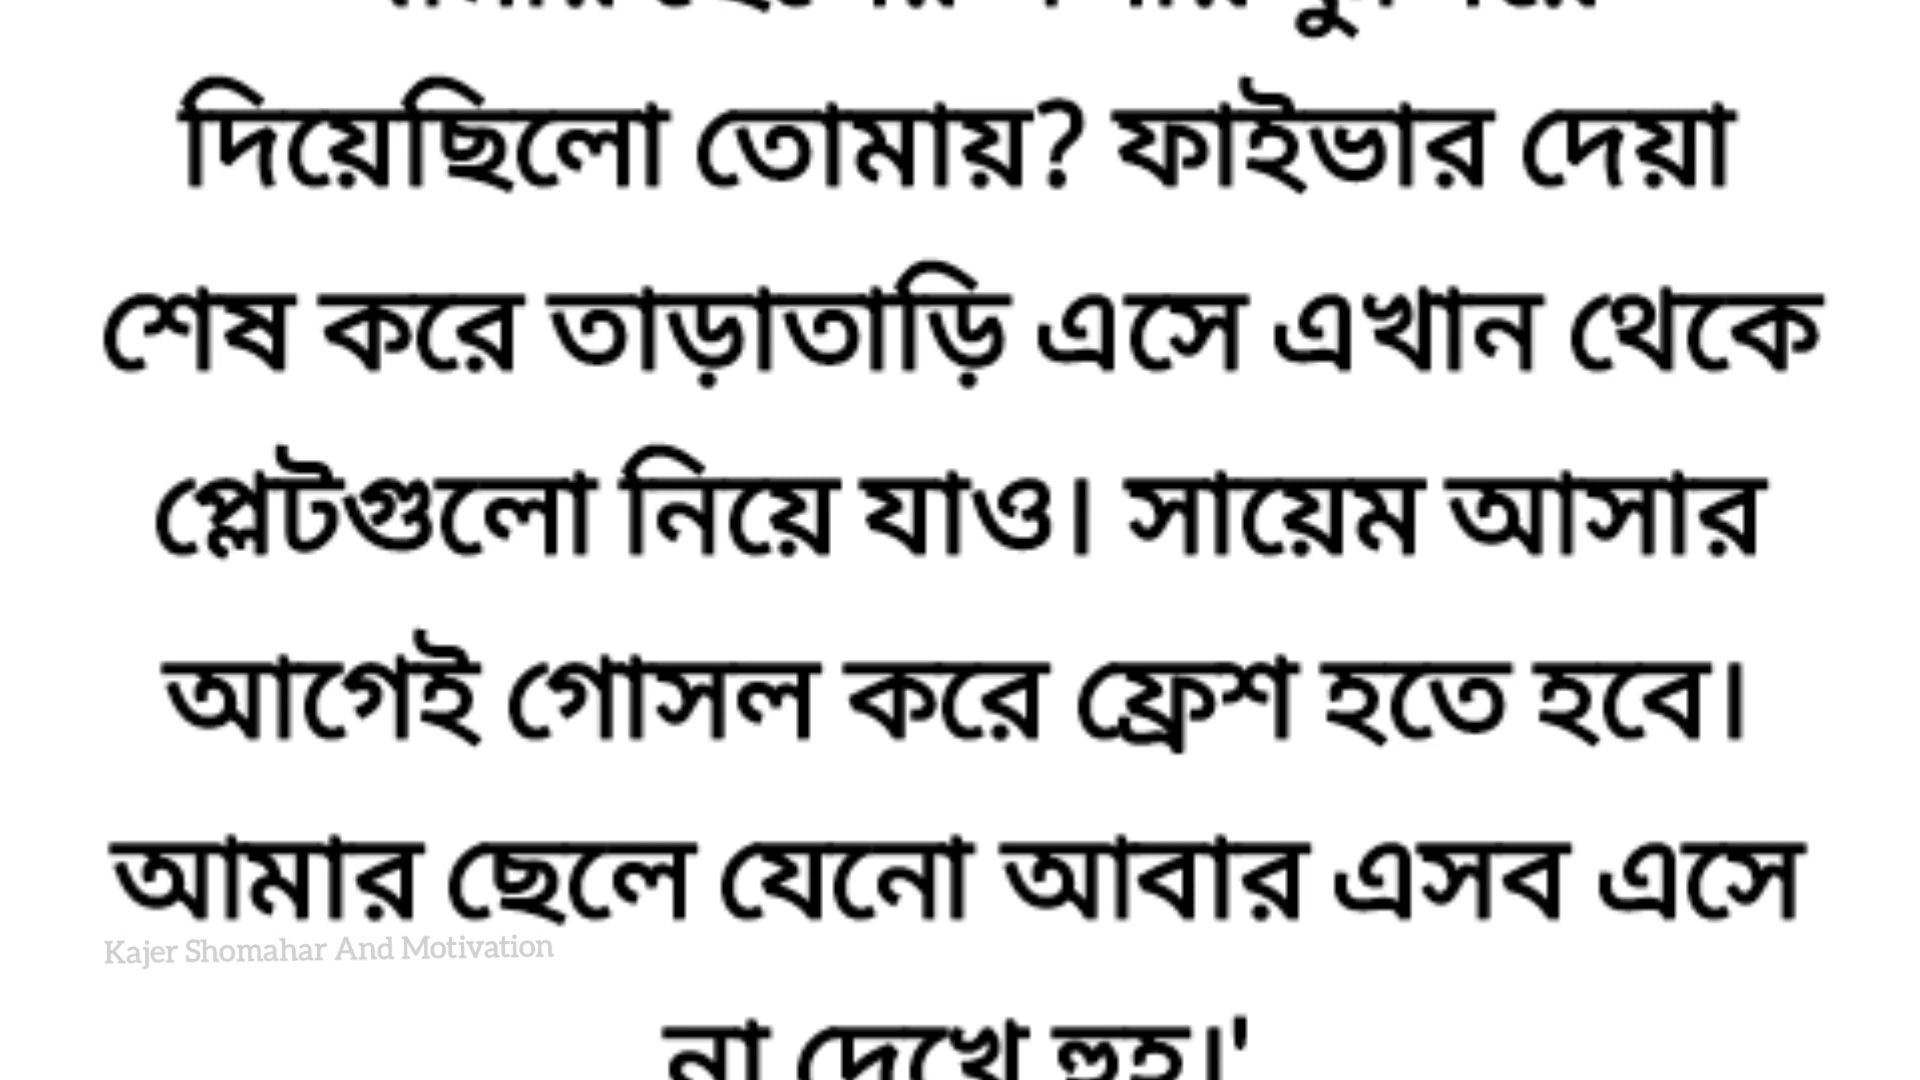 দিয়েছিলো তোমায়? ফাইভার দেয়া
শেষ করে তাড়াতাড়ি এসে এখান থেকে
প্লেটগুলো নিয়ে যাও। সায়েম আসার
আগেই গোসল করে ফ্রেশ হতে হবে।
আমার ছেলে যেনো আবার এসব এসে
Kajer Shomahar And Motivation
না দেখে হুহ।'